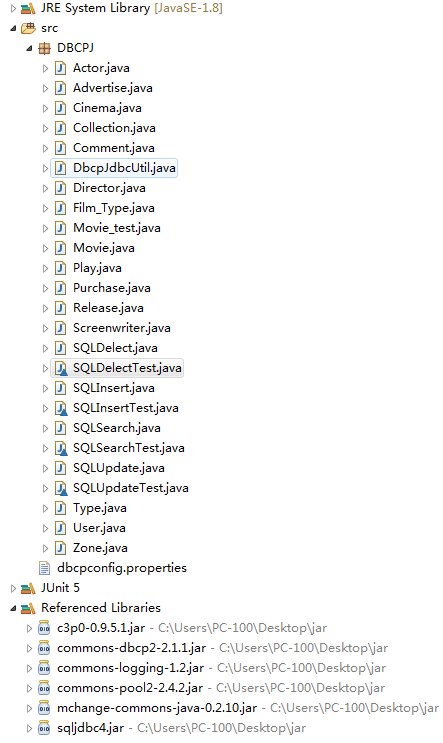 JRE System Library [JavaSE-1.8]
src
DBCPJ
Actor.java
Advertise.java
Cinema.java
Collection.java
Comment.java
DbcpJdbcUtil.java
Director.java
Film_Type.java
Movie_test.java
Movie.java
Play.java
Purchase.java
Release.java
Screenwriter.java
SQLDelect.java
SQLDelectTest.java
SQLInsert.java
SQLInsertTest.java
SQLSearch.java
SQLSearchTest.java
SQLUpdate.java
SQLUpdateTest.java
Type.java
User.java
Zone.java
dbcpconfig.properties
JUnit 5
Referenced Libraries
c3p0-0.9.5.1.jar - C:\Users\PC-100\Desktop\jar
commons-dbcp2-2.1.1.jar - C:\Users\PC-100\Desktop\jar
commons-logging-1.2.jar - C:\Users\PC-100\Desktop\jar
commons-pool2-2.4.2.jar - C:\Users\PC-100\Desktop\jar
mchange-commons-java-0.2.10.jar - C:\Users\PC-100\Desktop\jar
sqljdbc4.jar - C:\Users\PC-100\Desktop\jar